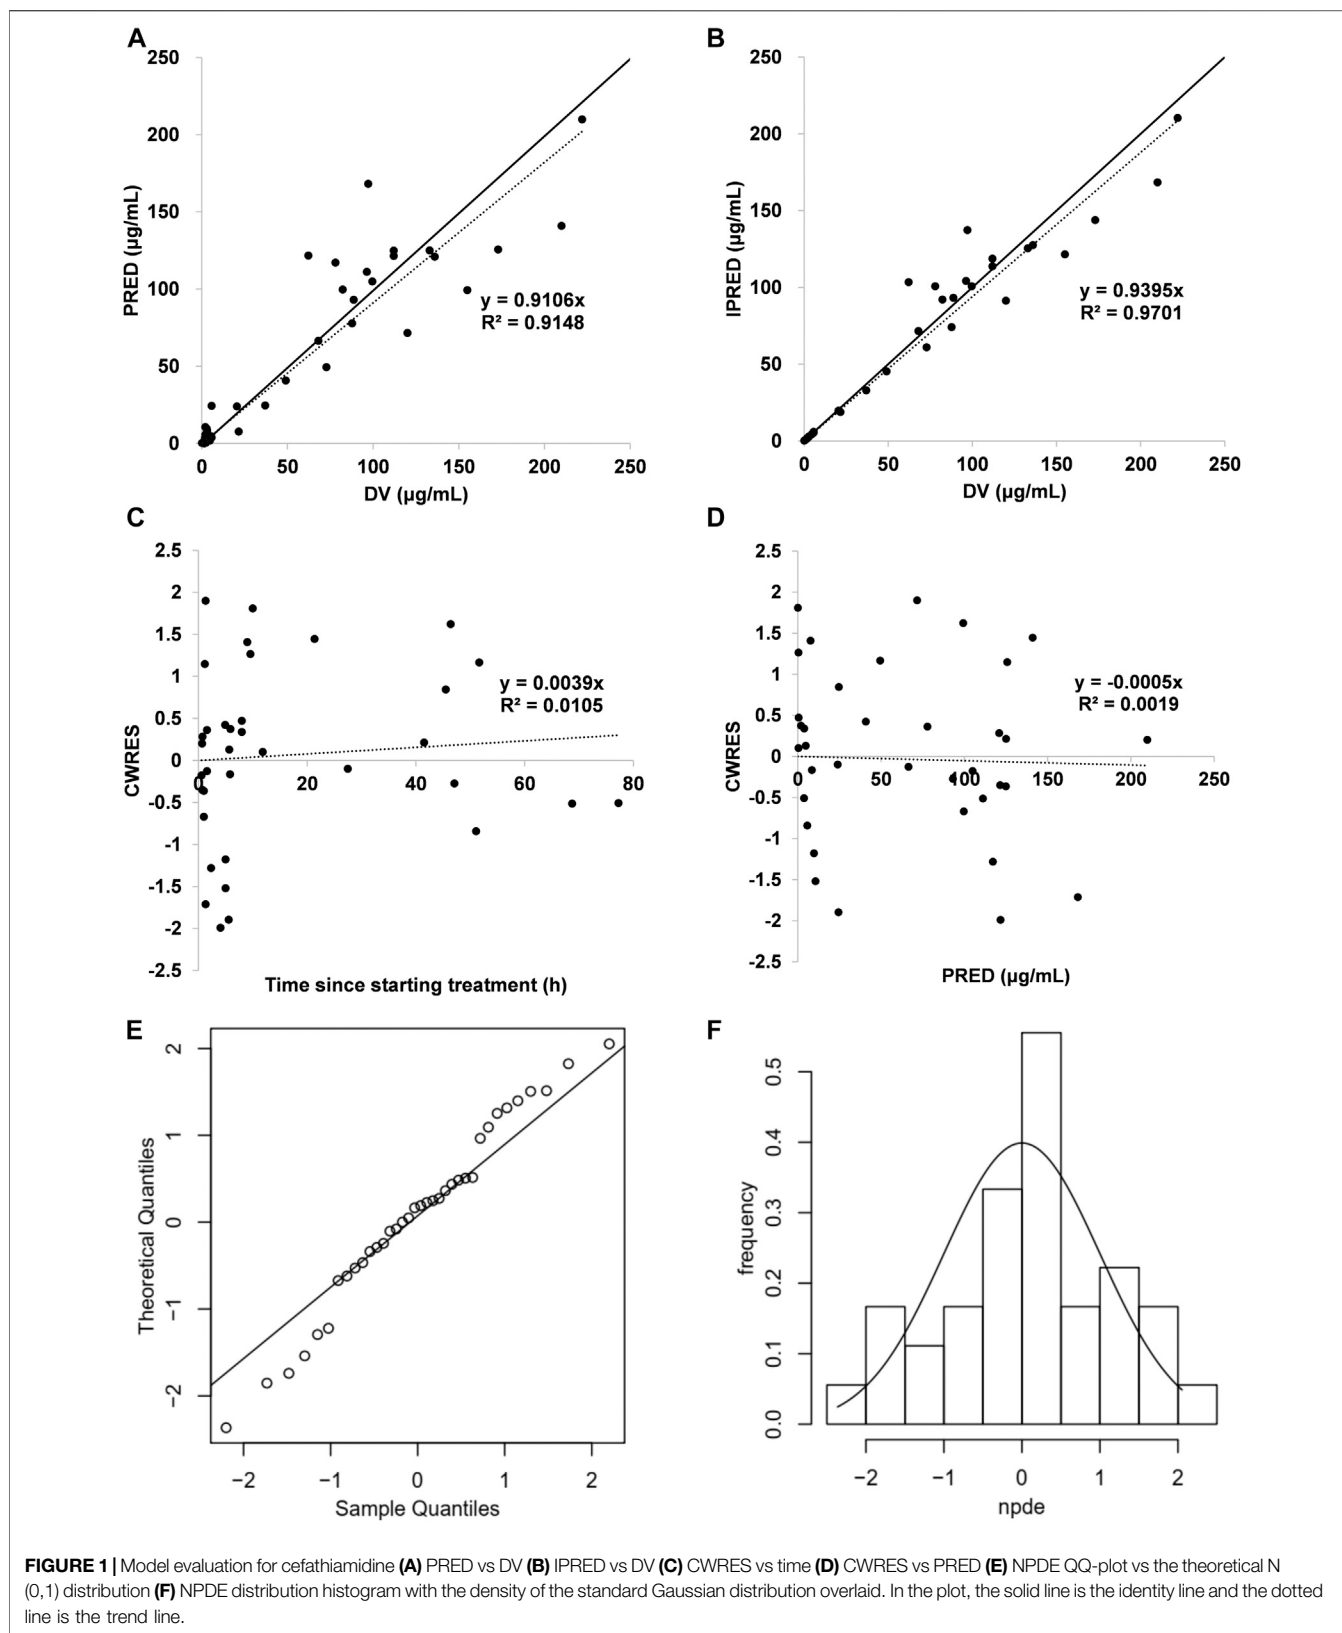 A
250
200
150
100
50
0
PRED (µg/mL)
y = 0.9106x
R² = 0.9148
0 50 100 150 200 250
DV (µg/mL)
B
250
200
150
100
50
0
IPRED (µg/mL)
y = 0.9395x
R² = 0.9701
0 50 100 150 200 250
DV (µg/mL)
C
2.5
2
1.5
1
0.5
0
-0.5
-1
-1.5
-2
-2.5
CWRES
y = 0.0039x
R² = 0.0105
0 20 40 60 80
Time since starting treatment (h)
D
2.5
2
1.5
1
0.5
0
-0.5
-1
-1.5
-2
-2.5
CWRES
y = -0.0005x
R² = 0.0019
0 50 100 150 200 250
PRED (µg/mL)
E
2
1
0
−1
−2
Theoretical Quantiles
−2 −1 0 1 2
Sample Quantiles
F
0.5
0.4
0.3
0.2
0.1
0.0
frequency
−2 −1 0 1 2
npde
FIGURE 1 | Model evaluation for cefathiamidine (A) PRED vs DV (B) IPRED vs DV (C) CWRES vs time (D) CWRES vs PRED (E) NPDE QQ-plot vs the theoretical N
(0,1) distribution (F) NPDE distribution histogram with the density of the standard Gaussian distribution overlaid. In the plot, the solid line is the identity line and the dotted
line is the trend line.